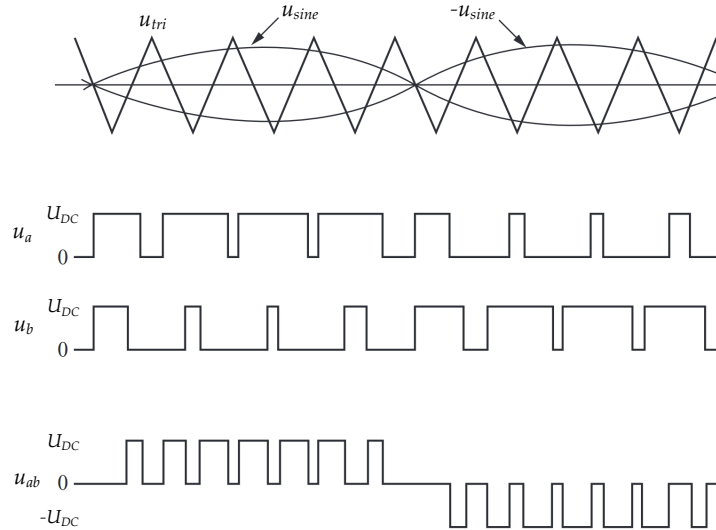 u_tri
u_sine
-u_sine
U_DC
u_a
0
U_DC
u_b
0
U_DC
u_ab
0
-U_DC